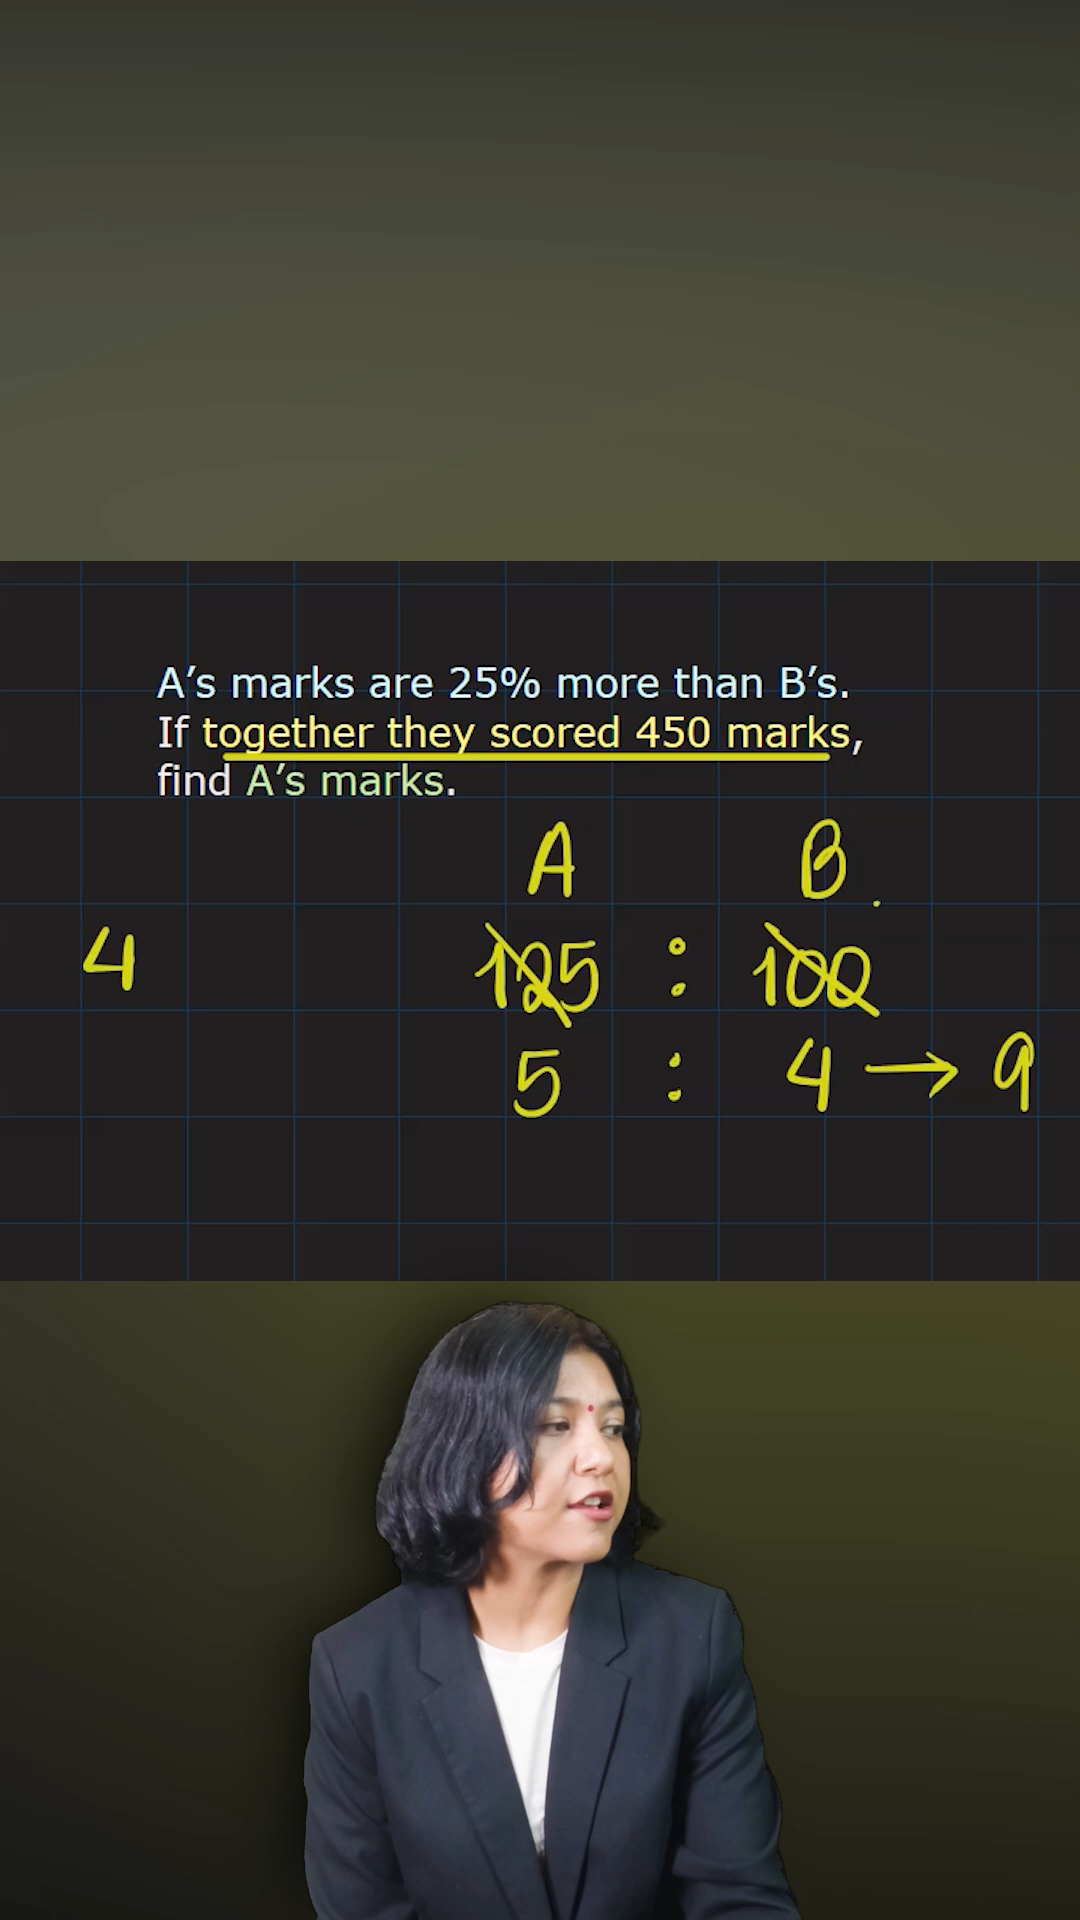 A’s marks are 25% more than B’s.
If together they scored 450 marks,
find A’s marks.
A B
4 125 : 100
5 : 4 → 9